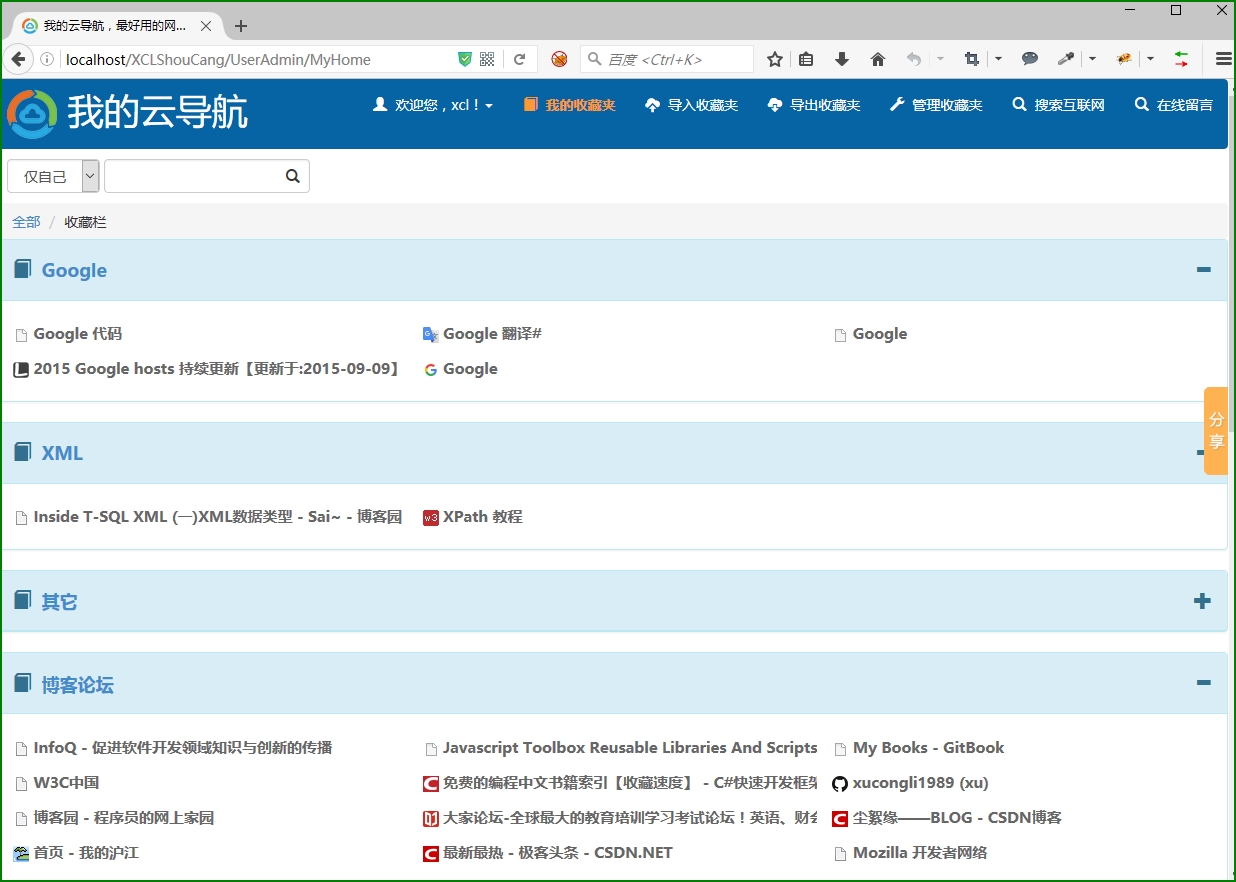 我的云导航，最好用的网...
localhost/XCLShouCang/UserAdmin/MyHome
百度 <Ctrl+K>
我的云导航
欢迎您，xcl！ 我的收藏夹 导入收藏夹 导出收藏夹 管理收藏夹 搜索互联网 在线留言
仅自己
全部 / 收藏栏
Google
Google 代码 Google 翻译# Google
2015 Google hosts 持续更新【更新于:2015-09-09】 Google
分享
XML
Inside T-SQL XML (一)XML数据类型 - Sai~ - 博客园 XPath 教程
其它
博客论坛
InfoQ - 促进软件开发领域知识与创新的传播 Javascript Toolbox Reusable Libraries And Scripts My Books - GitBook
W3C中国 免费的编程中文书籍索引【收藏速度】 - C#快速开发框架 xucongli1989 (xu)
博客园 - 程序员的网上家园 大家论坛-全球最大的教育培训学习考试论坛！英语、财会 尘絮缘——BLOG - CSDN博客
首页 - 我的沪江 最新最热 - 极客头条 - CSDN.NET Mozilla 开发者网络